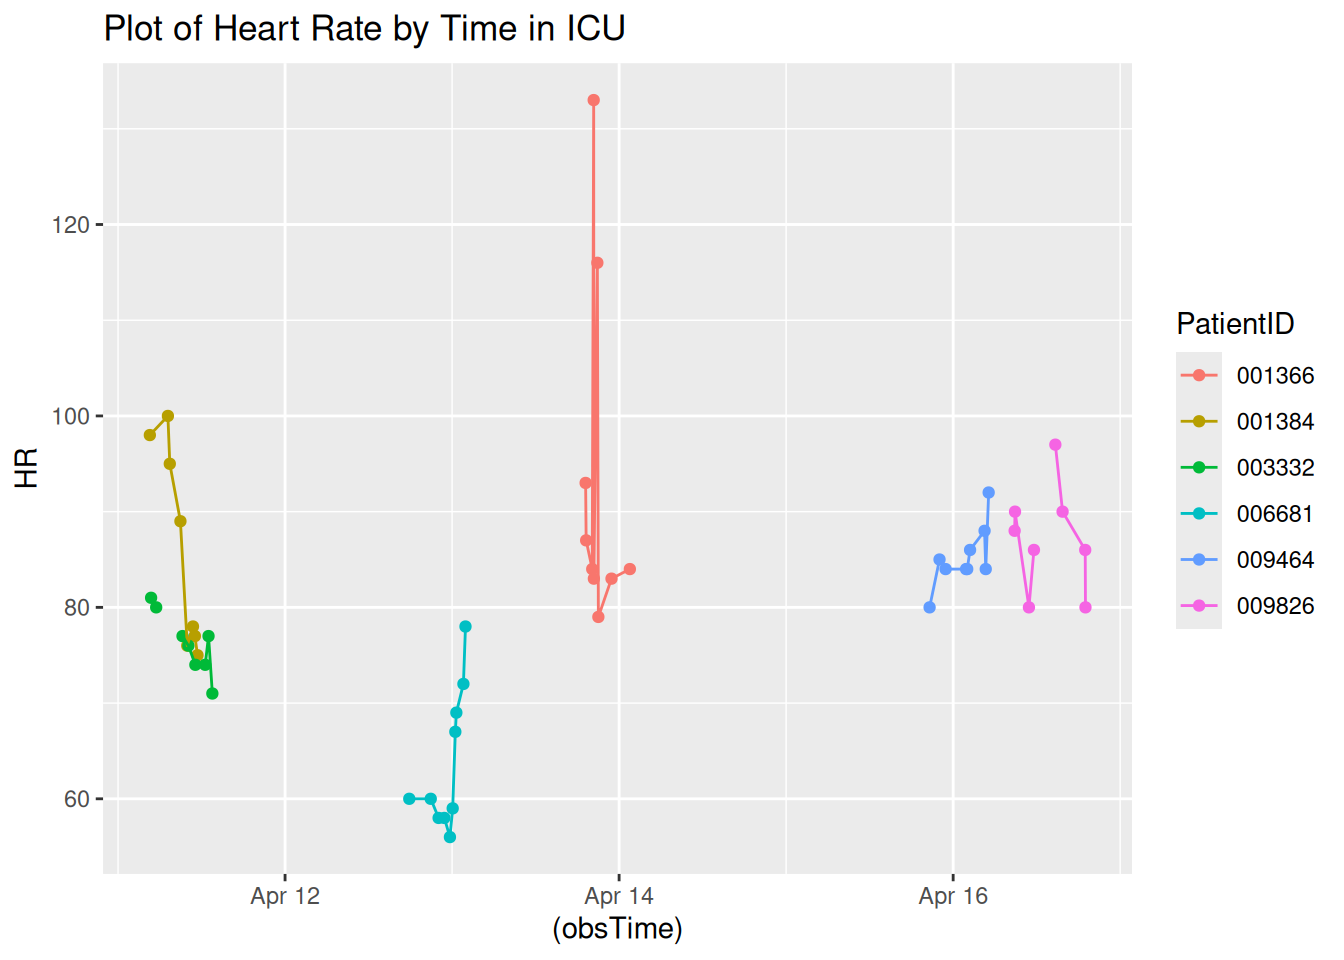 Plot of Heart Rate by Time in ICU
HR
120
100
80
60
Apr 12
Apr 14
Apr 16
(obsTime)
PatientID
001366
001384
003332
006681
009464
009826